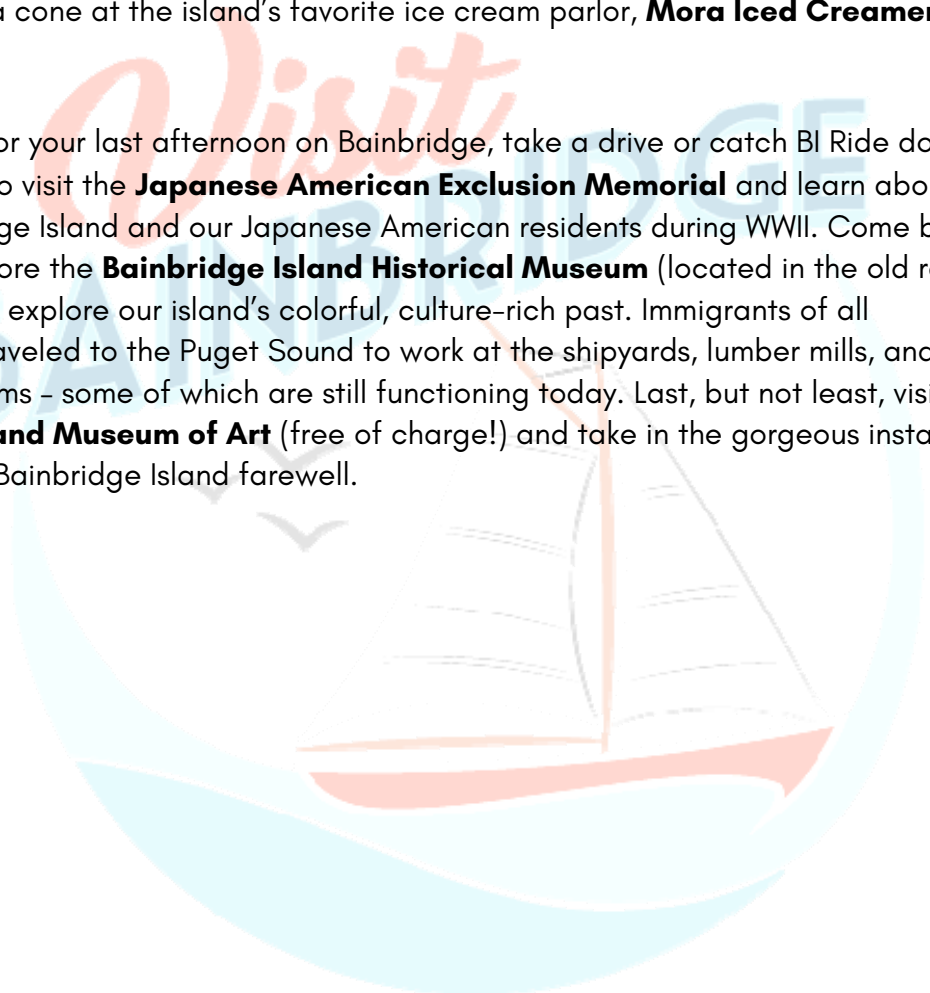 a cone at the island's favorite ice cream parlor, Mora Iced Creamer
Visit
BAINBRIDGE
or your last afternoon on Bainbridge, take a drive or catch BI Ride do
o visit the Japanese American Exclusion Memorial and learn abo
ge Island and our Japanese American residents during WWII. Come b
ore the Bainbridge Island Historical Museum (located in the old r
explore our island's colorful, culture-rich past. Immigrants of all
aveled to the Puget Sound to work at the shipyards, lumber mills, and
ms - some of which are still functioning today. Last, but not least, visi
and Museum of Art (free of charge!) and take in the gorgeous insta
Bainbridge Island farewell.